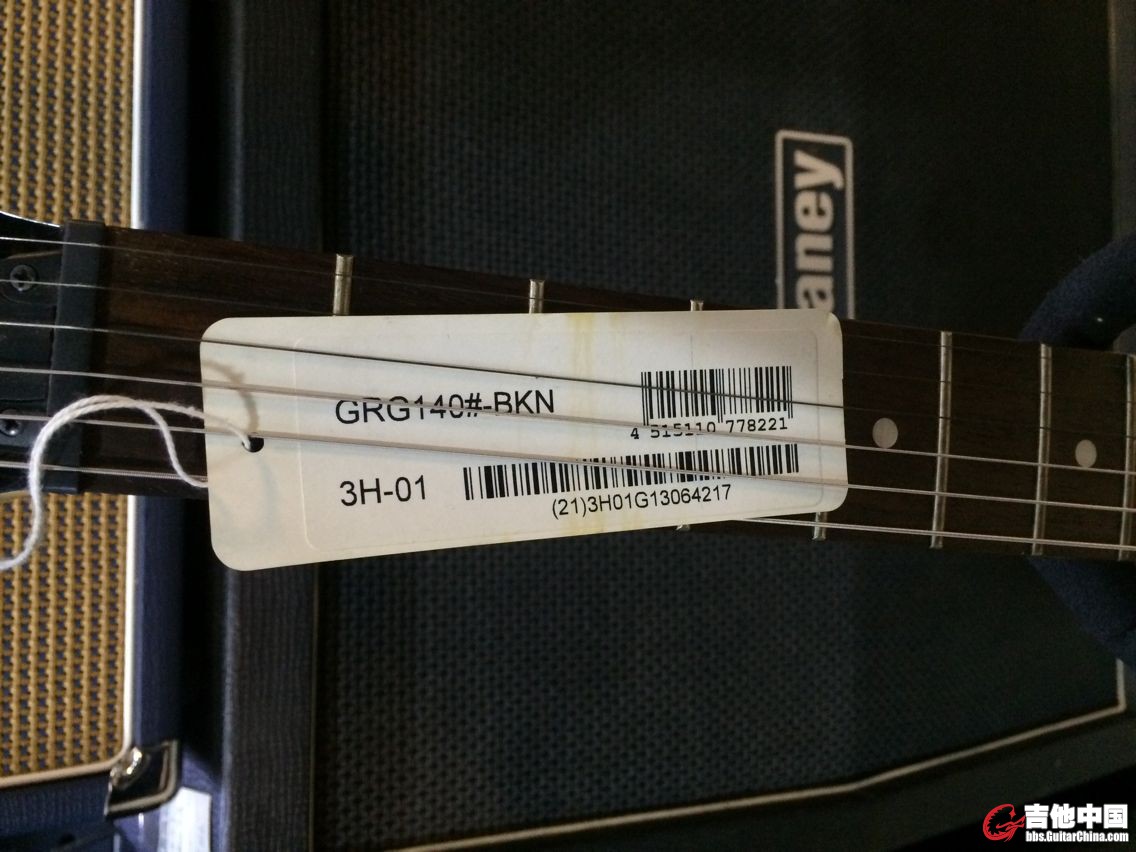 GRG140#-BKN
4 515110 778221
3H-01
(21)3H01G13064217
aney
吉他中国
bbs.GuitarChina.com